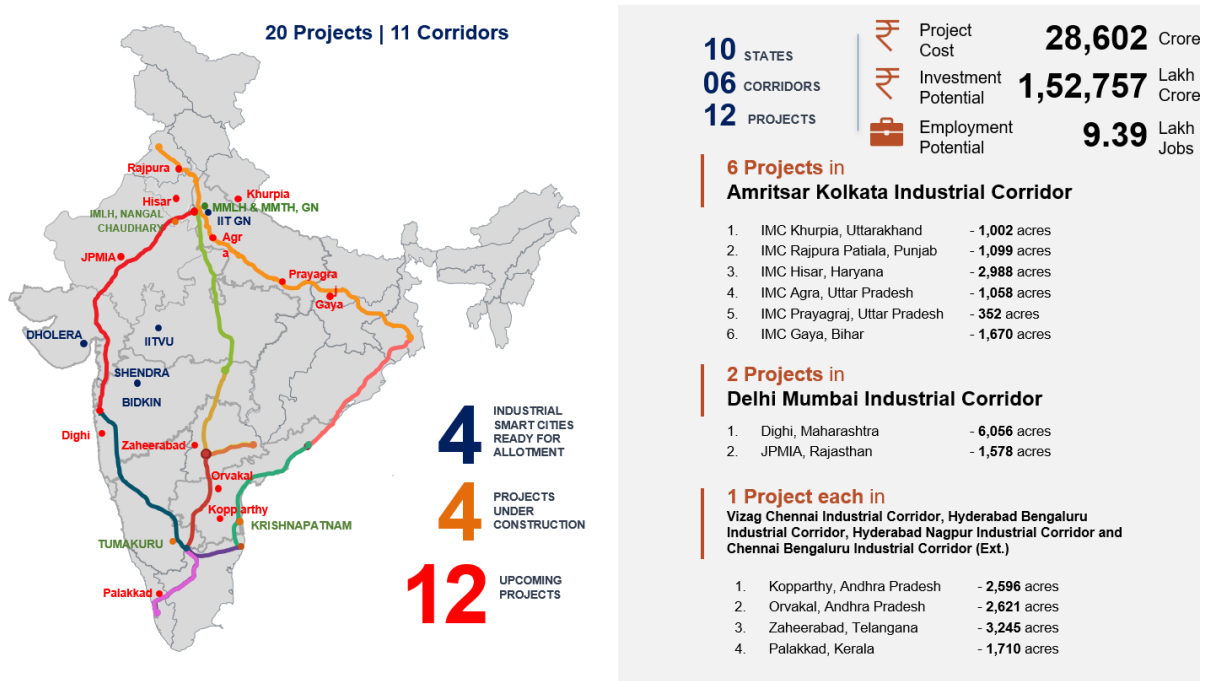 20 Projects | 11 Corridors
Rajpura
Hisar
Khurpia
IMLH, NANGAL
CHAUDHARY
MMLH & MMTH, GN
IIT GN
Agr
a
JPMIA
Prayagra
j
Gaya
DHOLERA
IITVU
SHENDRA
BIDKIN
Dighi
Zaheerabad
Orvakal
Kopparthy
KRISHNAPATNAM
TUMAKURU
Palakkad
4
INDUSTRIAL
SMART CITIES
READY FOR
ALLOTMENT
4
PROJECTS
UNDER
CONSTRUCTION
12
UPCOMING
PROJECTS
10 STATES
06 CORRIDORS
12 PROJECTS
₹ Project
Cost
28,602 Crore
₹ Investment
Potential
1,52,757 Lakh
Crore
Employment
Potential
9.39 Lakh
Jobs
6 Projects in
Amritsar Kolkata Industrial Corridor
1. IMC Khurpia, Uttarakhand - 1,002 acres
2. IMC Rajpura Patiala, Punjab - 1,099 acres
3. IMC Hisar, Haryana - 2,988 acres
4. IMC Agra, Uttar Pradesh - 1,058 acres
5. IMC Prayagraj, Uttar Pradesh - 352 acres
6. IMC Gaya, Bihar - 1,670 acres
2 Projects in
Delhi Mumbai Industrial Corridor
1. Dighi, Maharashtra - 6,056 acres
2. JPMIA, Rajasthan - 1,578 acres
1 Project each in
Vizag Chennai Industrial Corridor, Hyderabad Bengaluru
Industrial Corridor, Hyderabad Nagpur Industrial Corridor and
Chennai Bengaluru Industrial Corridor (Ext.)
1. Kopparthy, Andhra Pradesh - 2,596 acres
2. Orvakal, Andhra Pradesh - 2,621 acres
3. Zaheerabad, Telangana - 3,245 acres
4. Palakkad, Kerala - 1,710 acres